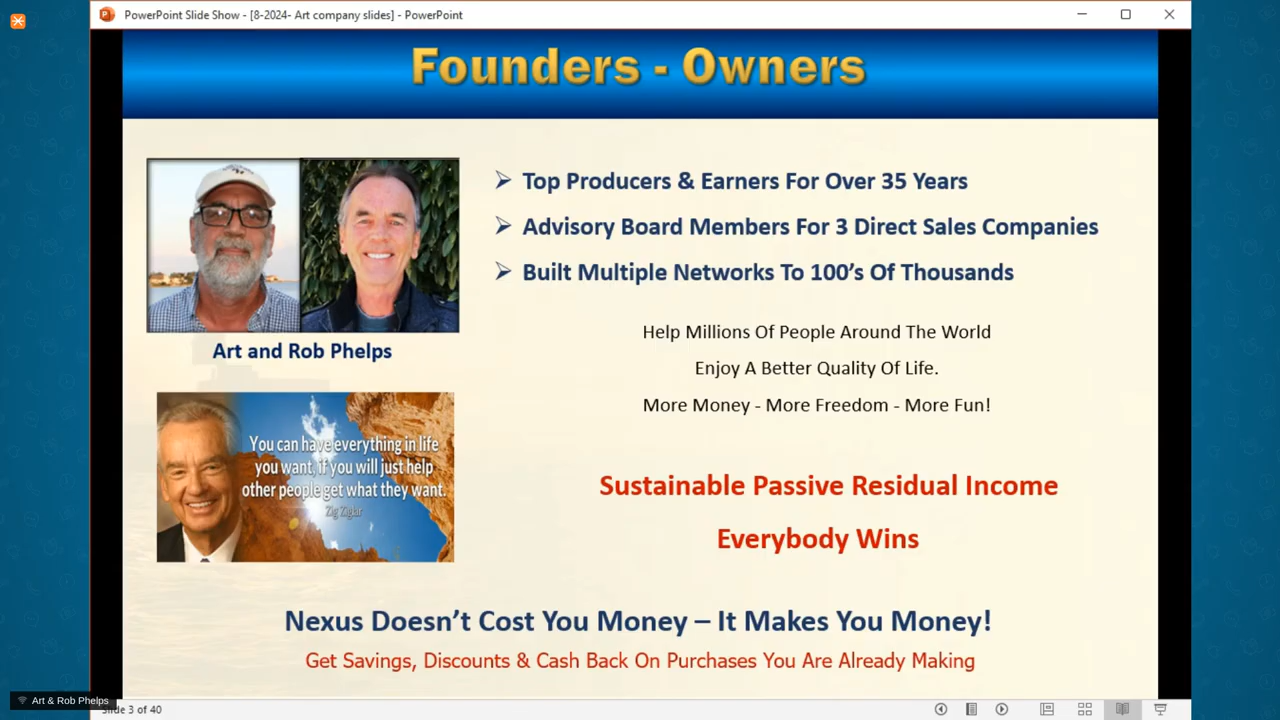 PowerPoint Slide Show - [8-2024- Art company slides] - PowerPoint
Founders - Owners
Top Producers & Earners For Over 35 Years
Advisory Board Members For 3 Direct Sales Companies
Built Multiple Networks To 100’s Of Thousands
Art and Rob Phelps
Help Millions Of People Around The World
Enjoy A Better Quality Of Life.
More Money - More Freedom - More Fun!
You can have everything in life
you want, if you will just help
other people get what they want.
Zig Ziglar
Sustainable Passive Residual Income
Everybody Wins
Nexus Doesn’t Cost You Money – It Makes You Money!
Get Savings, Discounts & Cash Back On Purchases You Are Already Making
Art & Rob Phelps
Slide 3 of 40